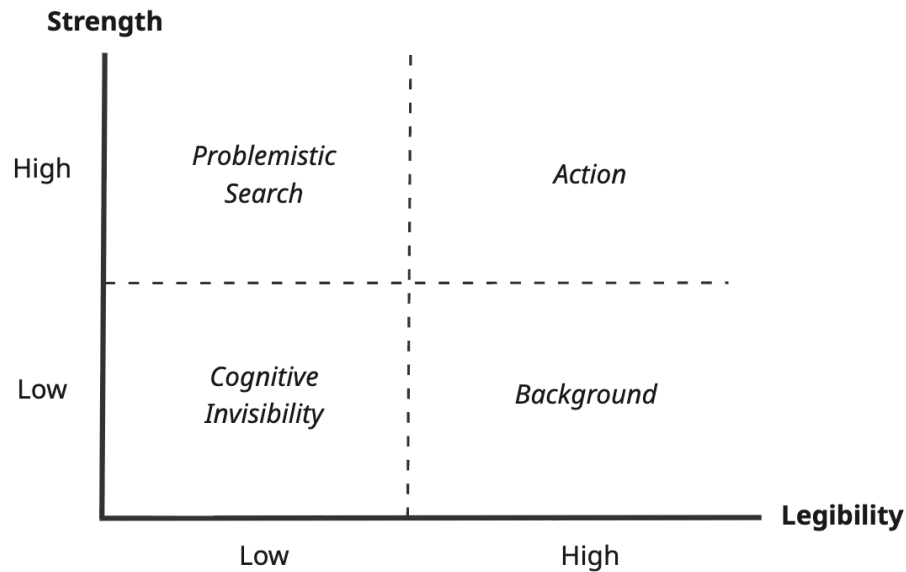 Strength
High
Problemistic
Search
Action
Low
Cognitive
Invisibility
Background
Legibility
Low
High